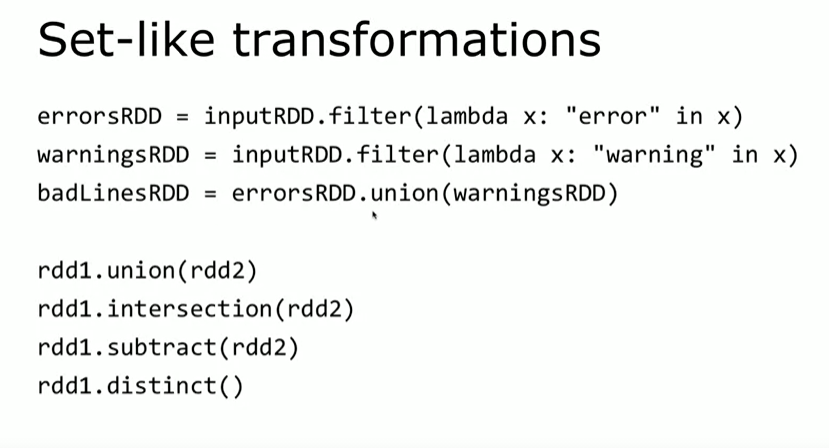 Set-like transformations
errorsRDD = inputRDD.filter(lambda x: "error" in x)
warningsRDD = inputRDD.filter(lambda x: "warning" in x)
badLinesRDD = errorsRDD.union(warningsRDD)
rdd1.union(rdd2)
rdd1.intersection(rdd2)
rdd1.subtract(rdd2)
rdd1.distinct()